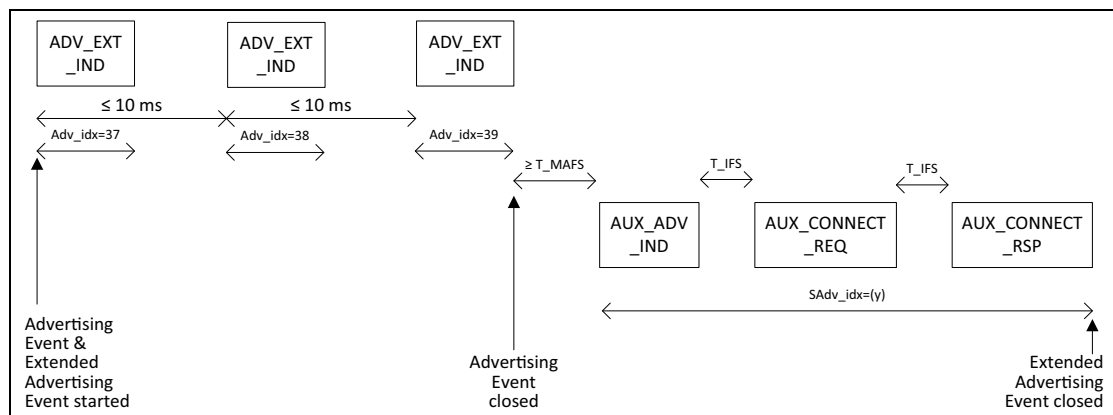 ADV_EXT
_IND
ADV_EXT
_IND
ADV_EXT
_IND
≤ 10 ms
≤ 10 ms
Adv_idx=37
Adv_idx=38
Adv_idx=39
≥ T_MAFS
T_IFS
T_IFS
AUX_ADV
_IND
AUX_CONNECT
_REQ
AUX_CONNECT
_RSP
SAdv_idx=(y)
Advertising
Event &
Extended
Advertising
Event started
Advertising
Event
closed
Extended
Advertising
Event closed